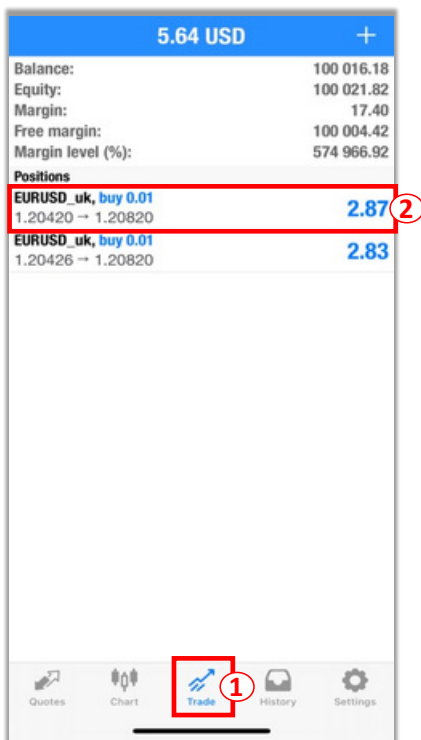 5.64 USD +
Balance: 100 016.18
Equity: 100 021.82
Margin: 17.40
Free margin: 100 004.42
Margin level (%): 574 966.92
Positions
EURUSD_uk, buy 0.01
1.20420 → 1.20820 2.87 2
EURUSD_uk, buy 0.01
1.20426 → 1.20820 2.83
1
Quotes Chart Trade History Settings